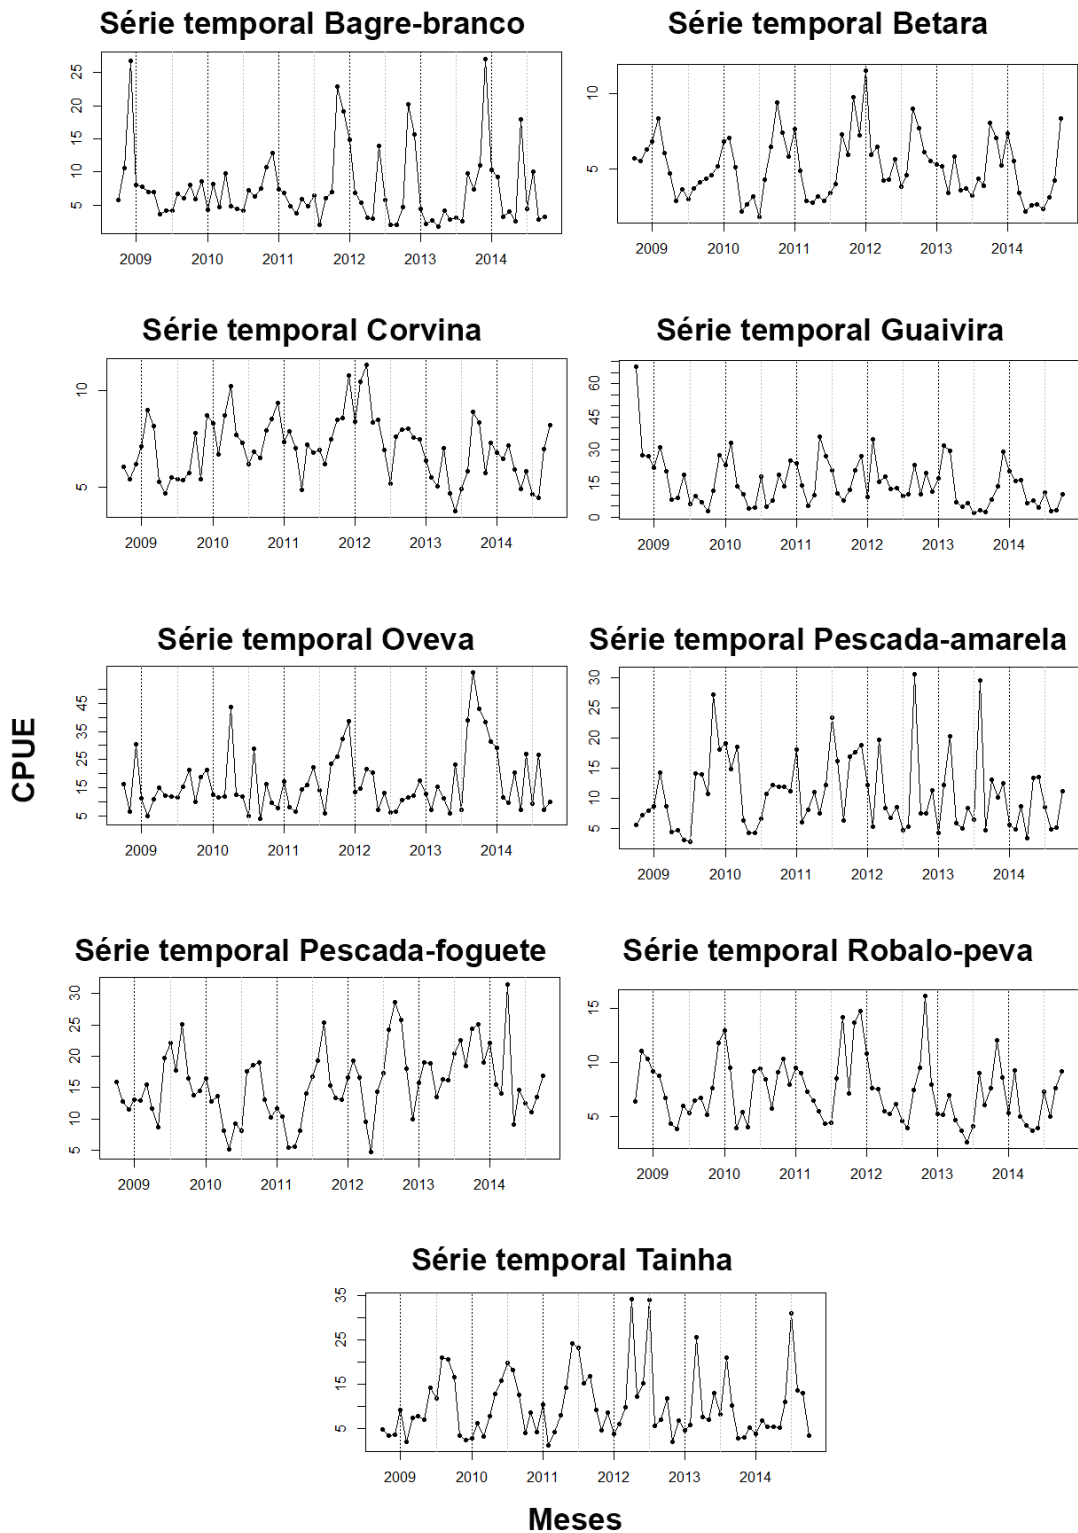 Série temporal Bagre-branco
25
20
15
10
5
2009 2010 2011 2012 2013 2014
Série temporal Betara
10
5
2009 2010 2011 2012 2013 2014
Série temporal Corvina
10
5
2009 2010 2011 2012 2013 2014
Série temporal Guaivira
60
45
30
15
0
2009 2010 2011 2012 2013 2014
Série temporal Oveva
45
35
25
15
5
2009 2010 2011 2012 2013 2014
Série temporal Pescada-amarela
30
25
20
15
10
5
2009 2010 2011 2012 2013 2014
CPUE
Série temporal Pescada-foguete
30
25
20
15
10
5
2009 2010 2011 2012 2013 2014
Série temporal Robalo-peva
15
10
5
2009 2010 2011 2012 2013 2014
Série temporal Tainha
35
25
15
5
2009 2010 2011 2012 2013 2014
Meses